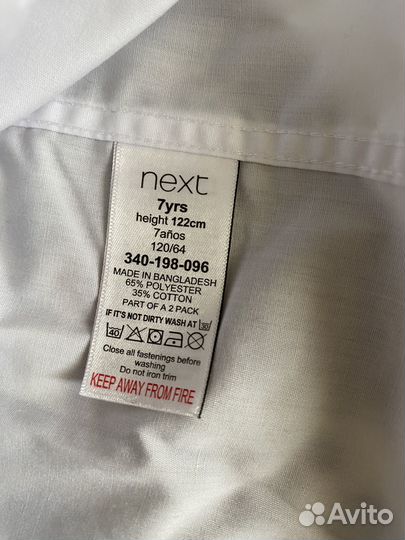 next
7yrs
height 122cm
7años
120/64
340-198-096
MADE IN BANGLADESH
65% POLYESTER
35% COTTON
PART OF A 2 PACK
IF IT'S NOT DIRTY WASH AT 30
40
Close all fastenings before
washing
Do not iron trim
KEEP AWAY FROM FIRE
Avito